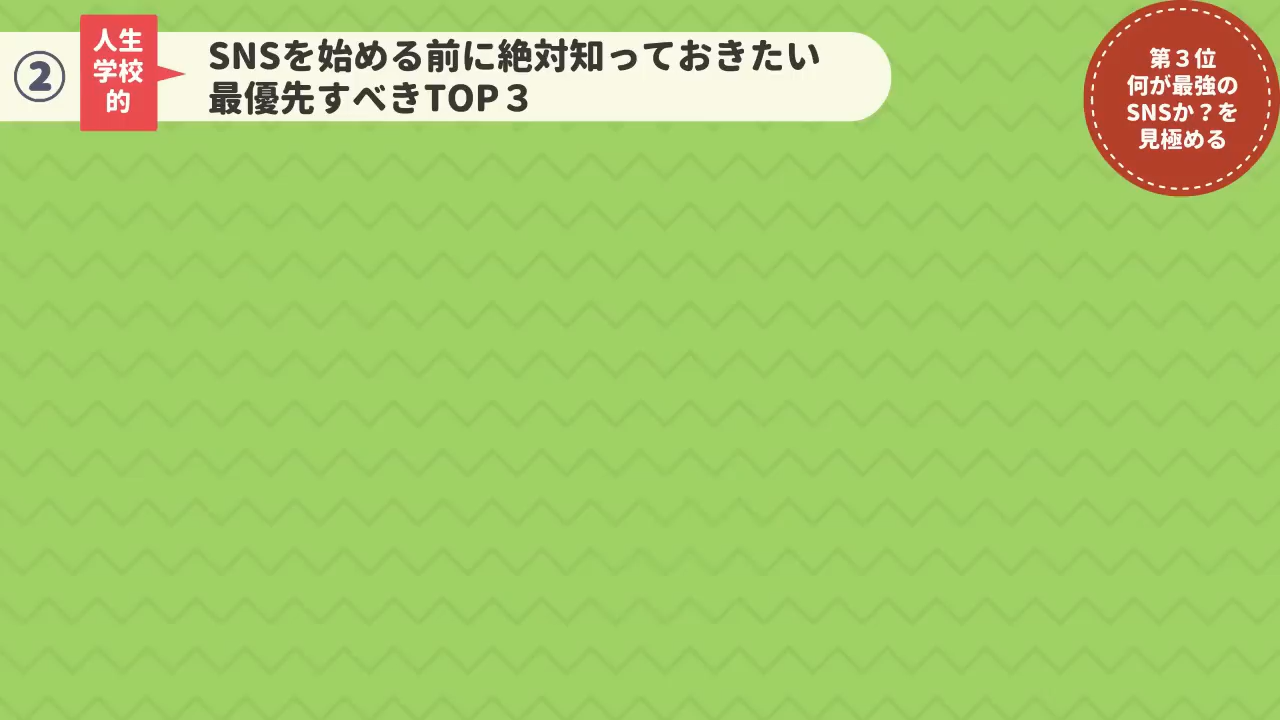 ②
人生
学校
的
SNSを始める前に絶対知っておきたい
最優先すべきTOP３
第３位
何が最強の
SNSか？を
見極める